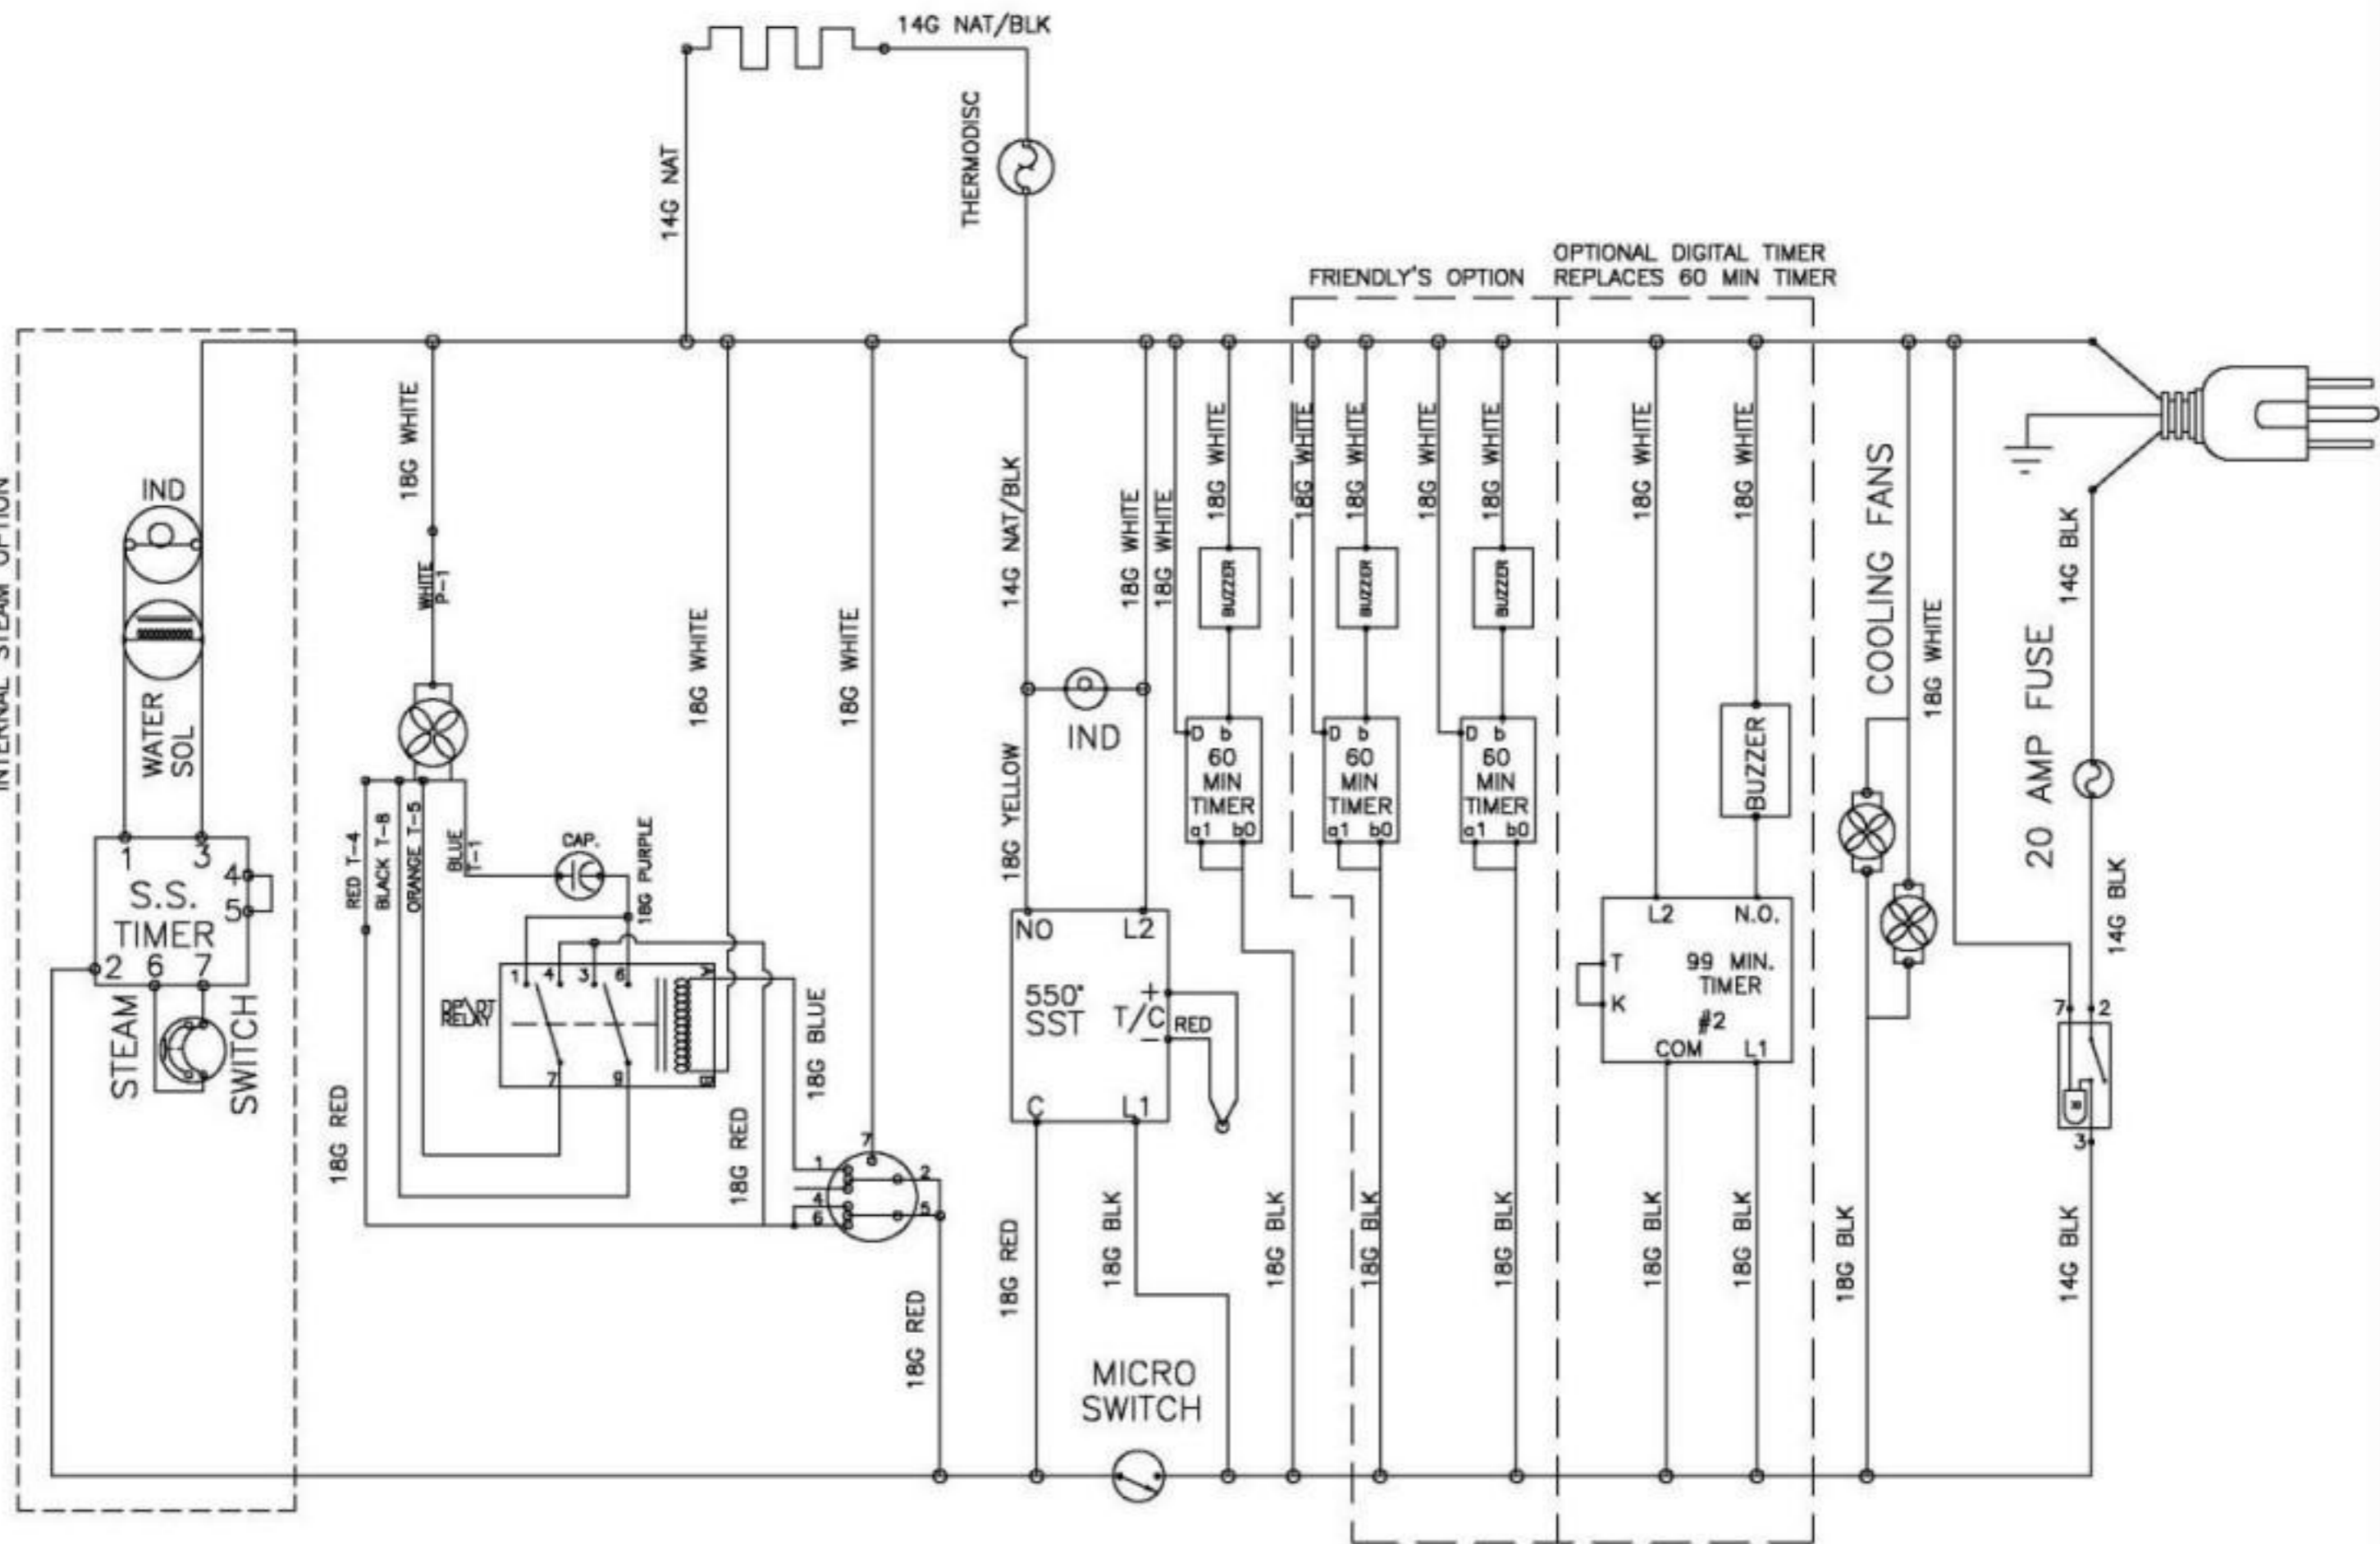 14G NAT/BLK
14G NAT
THERMODISC
FRIENDLY'S OPTION
OPTIONAL DIGITAL TIMER
REPLACES 60 MIN TIMER
INTERNAL STEAM OPTION
IND
WATER
SOL
1
3
4
5
S.S.
TIMER
2
6
7
STEAM
SWITCH
18G WHITE
WHITE
P-1
RED T-4
BLACK T-8
ORANGE T-5
BLUE
T-1
CAP.
18G PURPLE
18G RED
1
4
3
6
A
B
7
9
RELAY
18G WHITE
18G BLUE
18G RED
18G WHITE
7
1
2
4
5
6
18G RED
14G NAT/BLK
18G YELLOW
18G WHITE
18G WHITE
IND
NO
L2
550°
SST
+
T/C
RED
−
C
L1
18G RED
18G BLK
MICRO
SWITCH
18G WHITE
BUZZER
D b
60
MIN
TIMER
a1 b0
18G BLK
18G WHITE
18G WHITE
BUZZER
D b
60
MIN
TIMER
a1 b0
18G BLK
18G WHITE
18G WHITE
BUZZER
D b
60
MIN
TIMER
a1 b0
18G BLK
18G WHITE
18G WHITE
BUZZER
L2 N.O.
T
K
99 MIN.
TIMER
#2
COM L1
18G BLK
18G BLK
COOLING FANS
18G WHITE
18G BLK
20 AMP FUSE
14G BLK
14G BLK
7
2
3
14G BLK